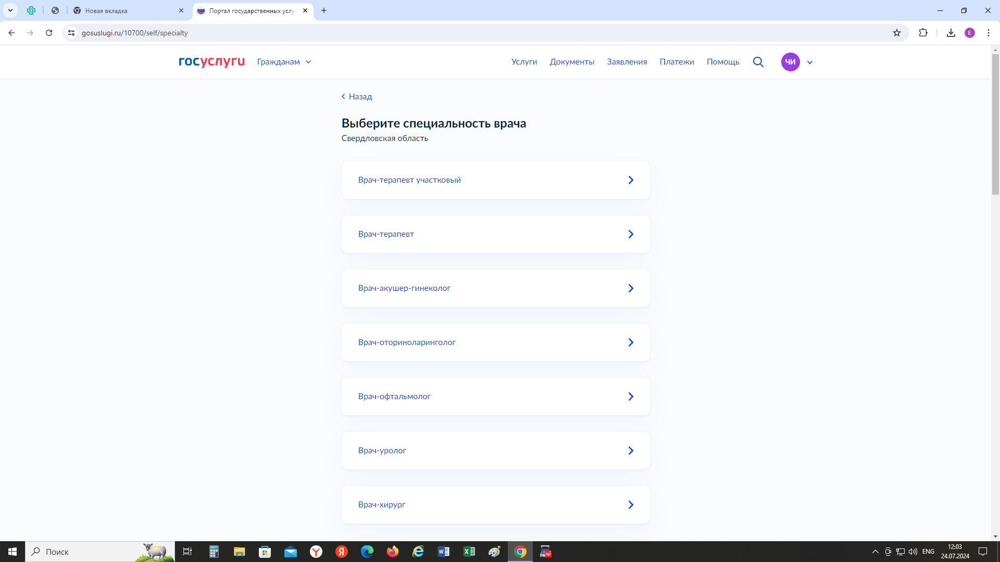 Новая вкладка
Портал государственных услу
gosuslugi.ru/10700/self/specialty
E
госуслуги
Гражданам
Услуги
Документы
Заявления
Платежи
Помощь
ЧИ
Назад
Выберите специальность врача
Свердловская область
Врач-терапевт участковый
Врач-терапевт
Врач-акушер-гинеколог
Врач-оториноларинголог
Врач-офтальмолог
Врач-уролог
Врач-хирург
Поиск
ENG
12:03
24.07.2024